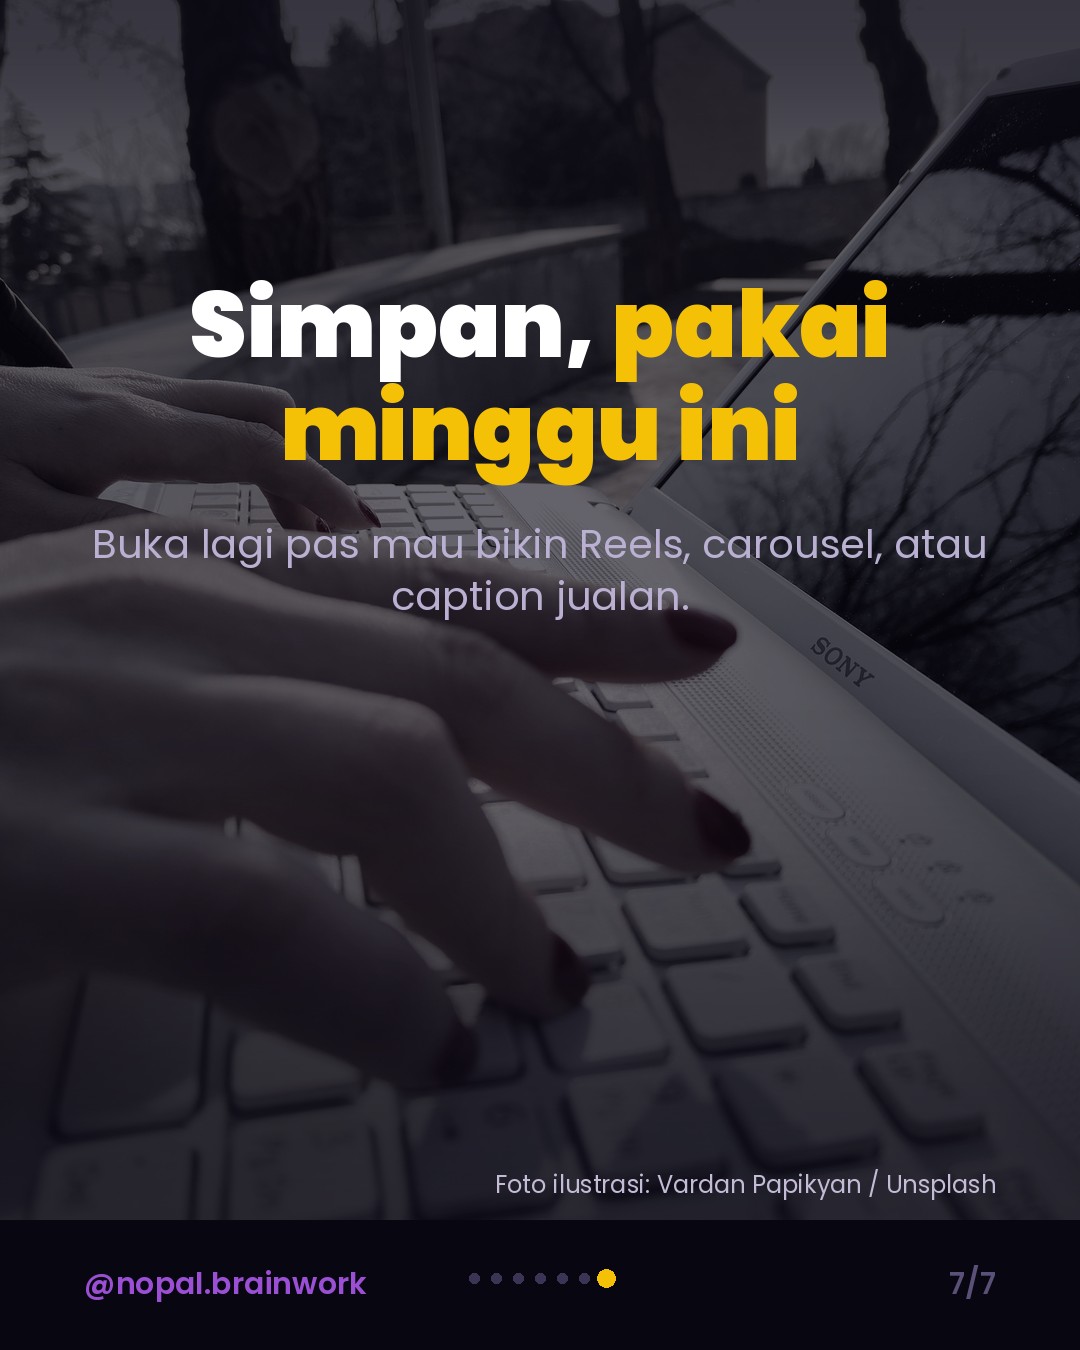 Simpan, pakai
minggu ini
Buka lagi pas mau bikin Reels, carousel, atau
caption jualan.
SONY
Foto ilustrasi: Vardan Papikyan / Unsplash
@nopal.brainwork
7/7